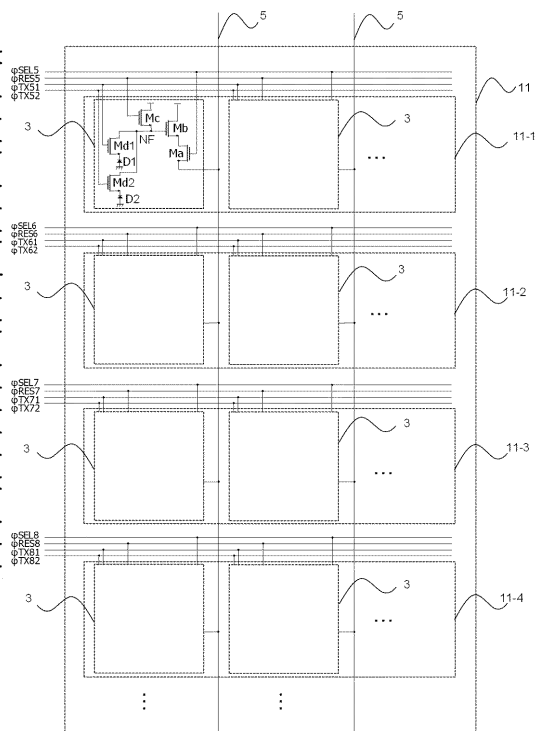 5 5
φSEL5
φRES5
φTX51
φTX52
11
3 3
11-1
Mc
Mb
Md1 NF
Ma
D1
Md2
D2
...
φSEL6
φRES6
φTX61
φTX62
3 3
11-2
...
φSEL7
φRES7
φTX71
φTX72
3 3
11-3
...
φSEL8
φRES8
φTX81
φTX82
3 3
11-4
...